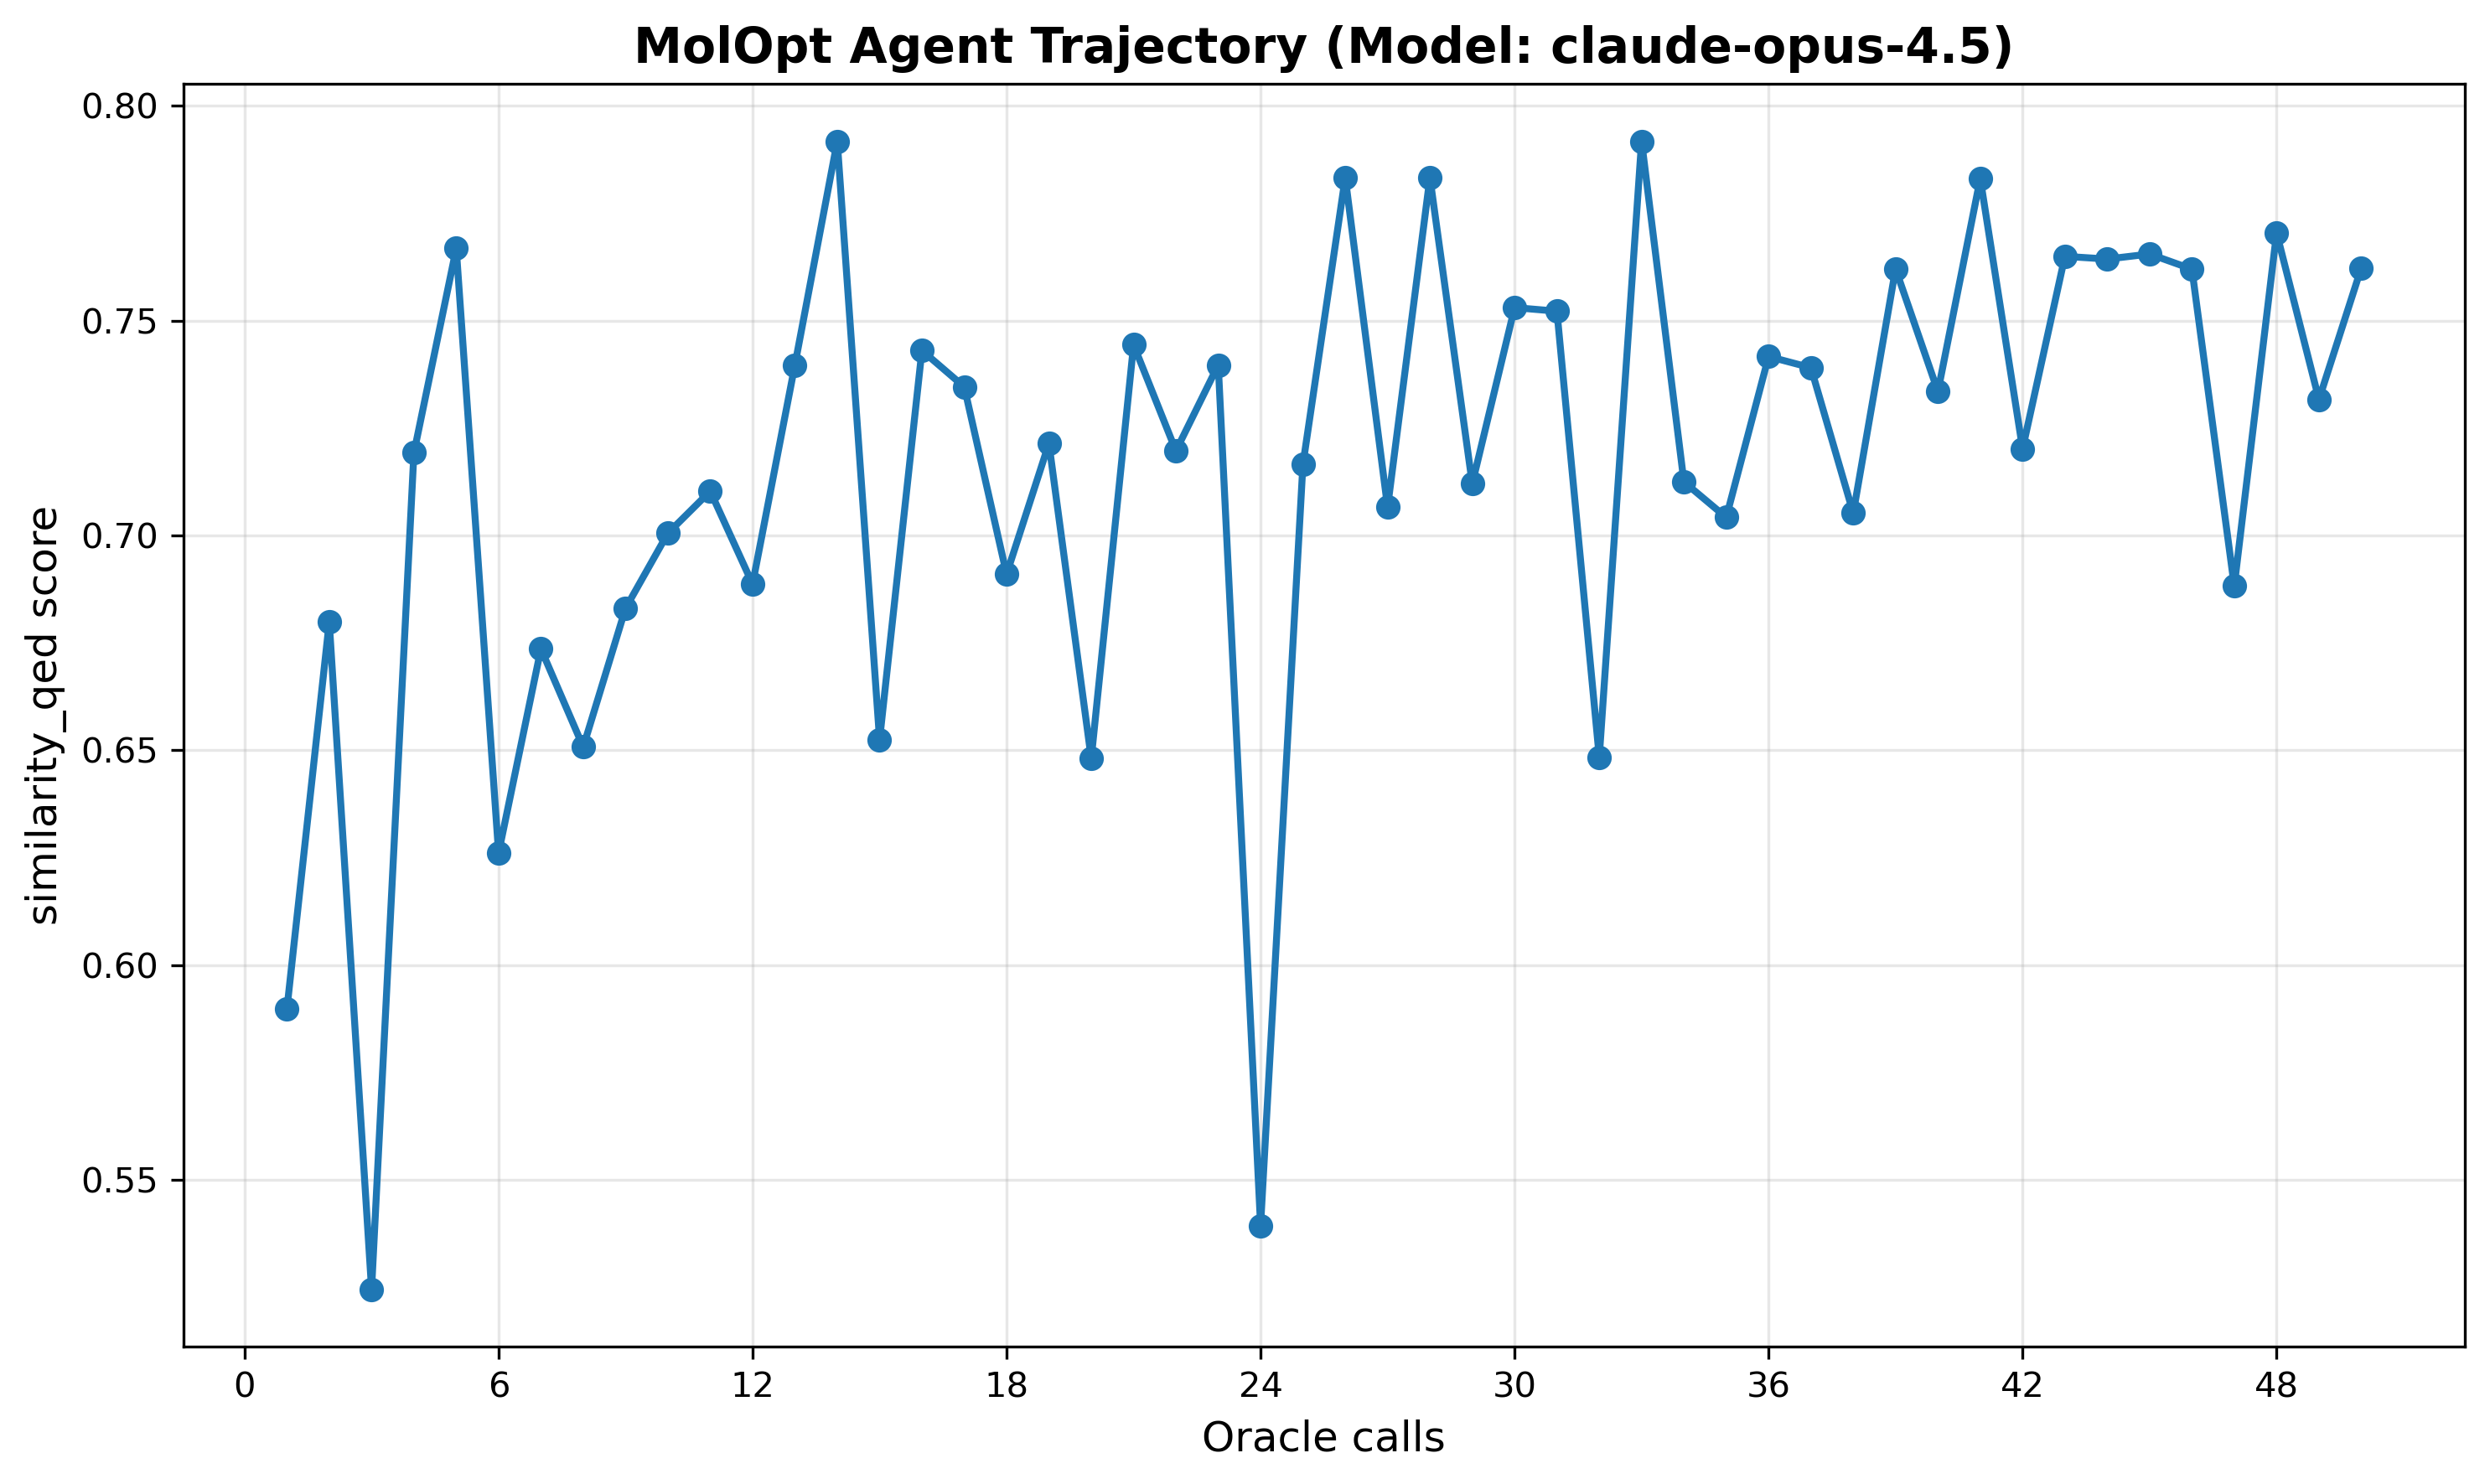 MolOpt Agent Trajectory (Model: claude-opus-4.5)
similarity_qed score
0.80
0.75
0.70
0.65
0.60
0.55
0 6 12 18 24 30 36 42 48
Oracle calls